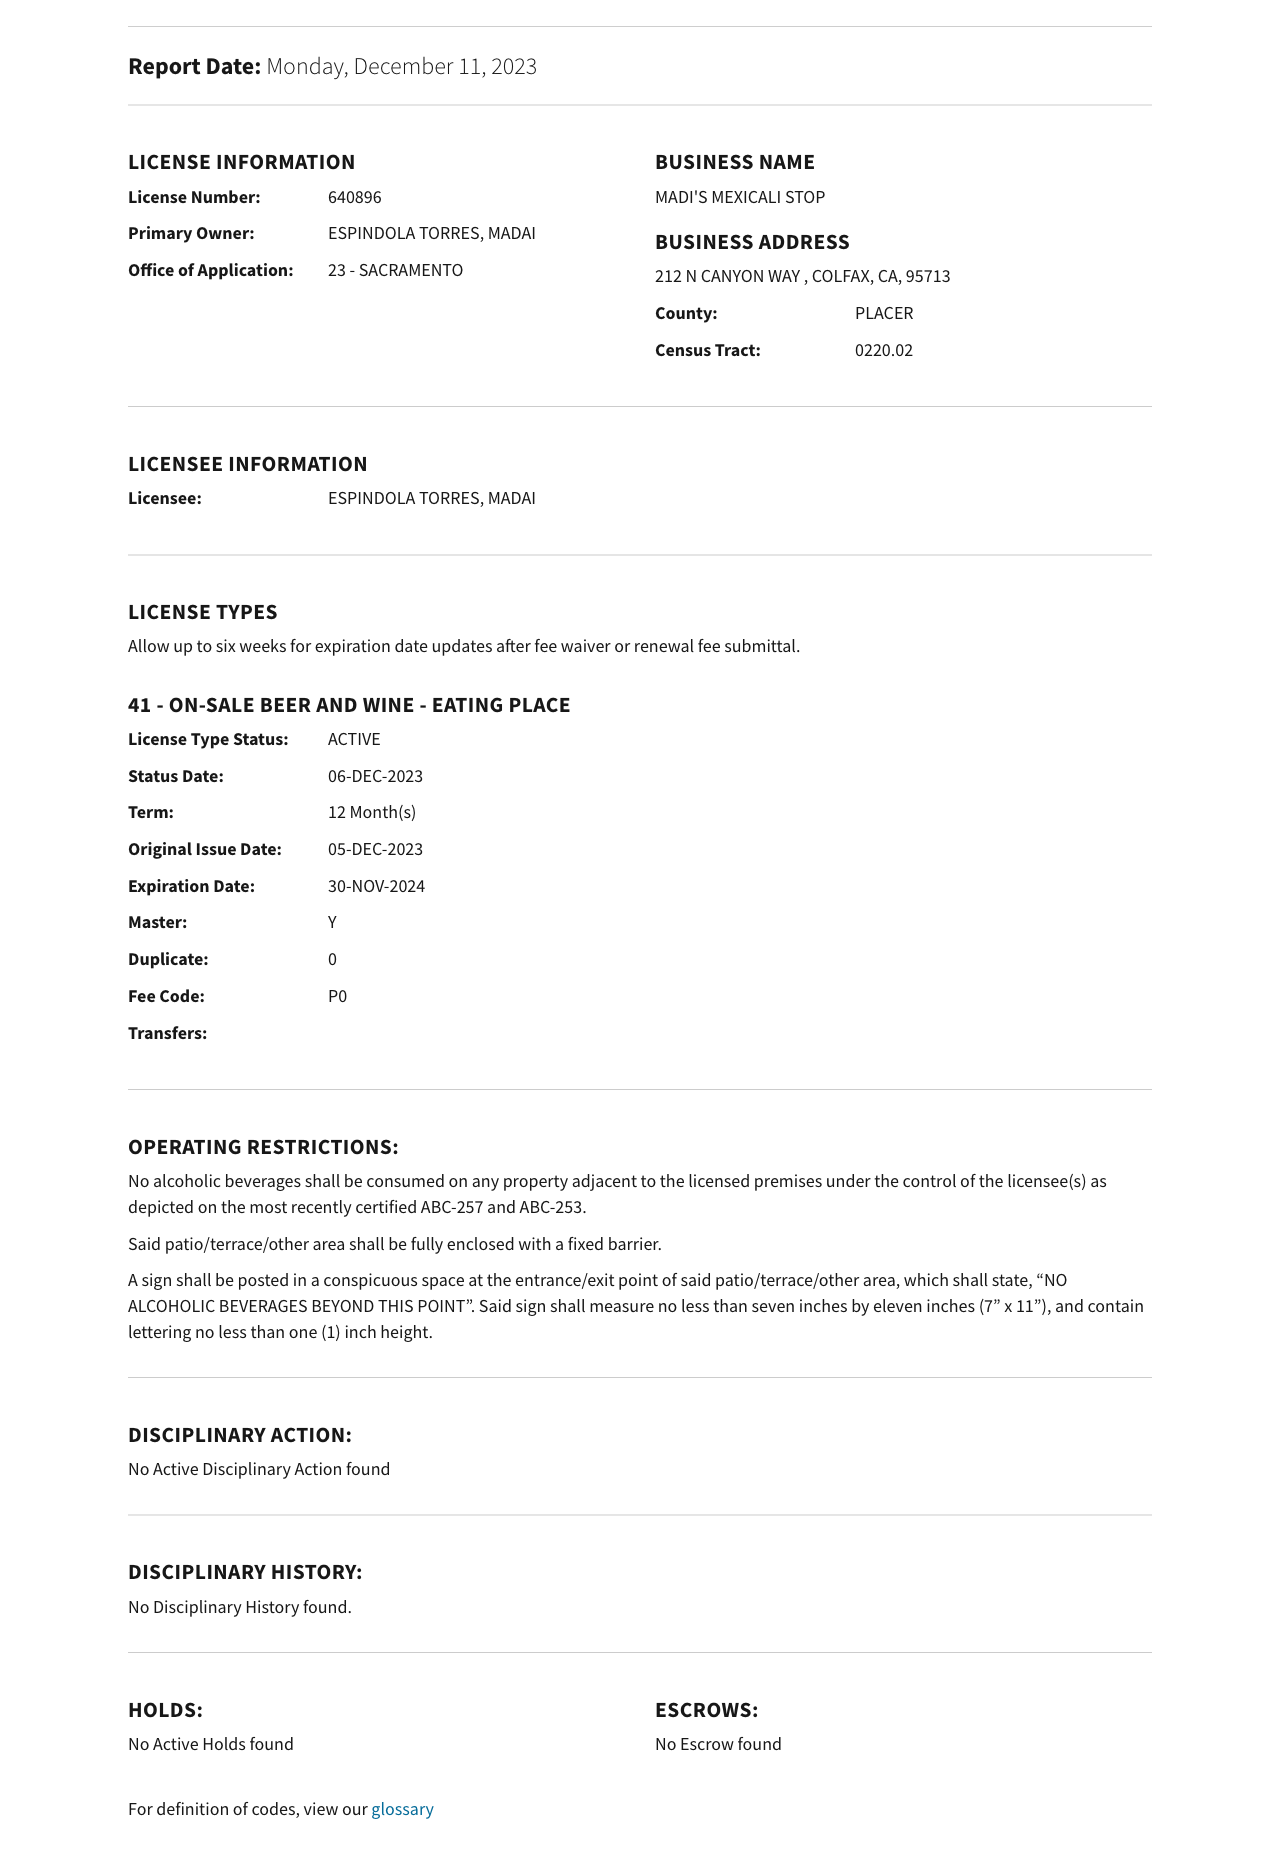 Report Date: Monday, December 11, 2023
LICENSE INFORMATION
License Number: 640896
Primary Owner: ESPINDOLA TORRES, MADAI
Office of Application: 23 - SACRAMENTO
BUSINESS NAME
MADI'S MEXICALI STOP
BUSINESS ADDRESS
212 N CANYON WAY , COLFAX, CA, 95713
County: PLACER
Census Tract: 0220.02
LICENSEE INFORMATION
Licensee: ESPINDOLA TORRES, MADAI
LICENSE TYPES
Allow up to six weeks for expiration date updates after fee waiver or renewal fee submittal.
41 - ON-SALE BEER AND WINE - EATING PLACE
License Type Status: ACTIVE
Status Date: 06-DEC-2023
Term: 12 Month(s)
Original Issue Date: 05-DEC-2023
Expiration Date: 30-NOV-2024
Master: Y
Duplicate: 0
Fee Code: P0
Transfers:
OPERATING RESTRICTIONS:
No alcoholic beverages shall be consumed on any property adjacent to the licensed premises under the control of the licensee(s) as
depicted on the most recently certified ABC-257 and ABC-253.
Said patio/terrace/other area shall be fully enclosed with a fixed barrier.
A sign shall be posted in a conspicuous space at the entrance/exit point of said patio/terrace/other area, which shall state, “NO
ALCOHOLIC BEVERAGES BEYOND THIS POINT”. Said sign shall measure no less than seven inches by eleven inches (7” x 11”), and contain
lettering no less than one (1) inch height.
DISCIPLINARY ACTION:
No Active Disciplinary Action found
DISCIPLINARY HISTORY:
No Disciplinary History found.
HOLDS:
No Active Holds found
ESCROWS:
No Escrow found
For definition of codes, view our glossary